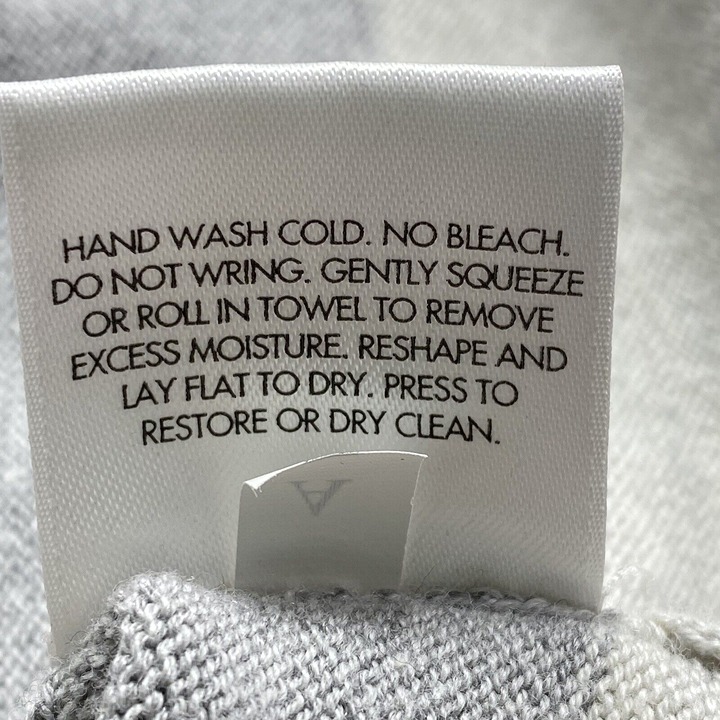 HAND WASH COLD. NO BLEACH.
DO NOT WRING. GENTLY SQUEEZE
OR ROLL IN TOWEL TO REMOVE
EXCESS MOISTURE. RESHAPE AND
LAY FLAT TO DRY. PRESS TO
RESTORE OR DRY CLEAN.